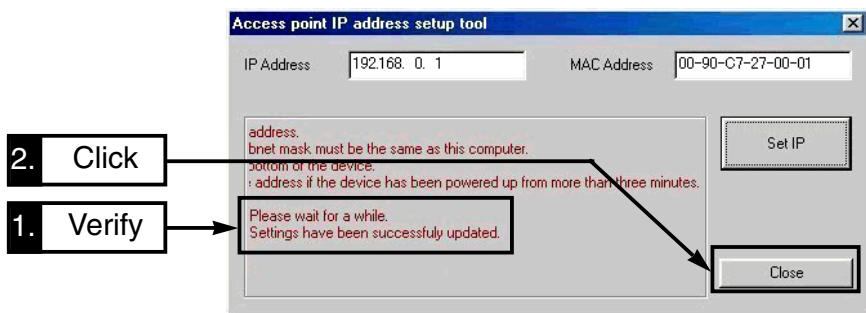 Access point IP address setup tool
IP Address 192.168. 0. 1 MAC Address 00-90-C7-27-00-01
address.
bnet mask must be the same as this computer.
bottom of the device.
address if the device has been powered up from more than three minutes.
Set IP
2. Click
1. Verify
Please wait for a while.
Settings have been successfuly updated.
Close